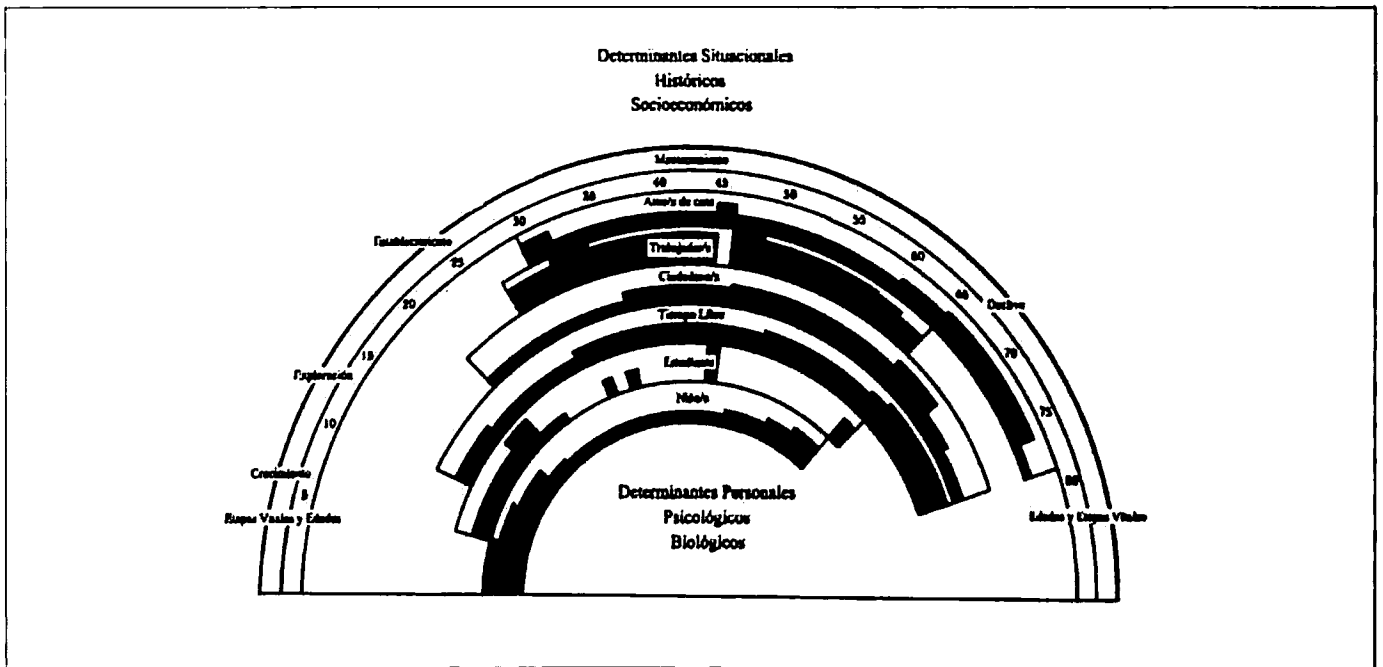 Determinantes Situacionales
Históricos
Socioeconómicos
Mantenimiento
40
45
50
55
60
65
70
75
80
Amo/a de casa
30
25
20
15
10
5
Establecimiento
Exploración
Crecimiento
Etapas Vitales y Edades
Trabajador/a
Ciudadano/a
Tiempo Libre
Estudiante
Niño/a
Declive
Determinantes Personales
Psicológicos
Biológicos
Edades y Etapas Vitales